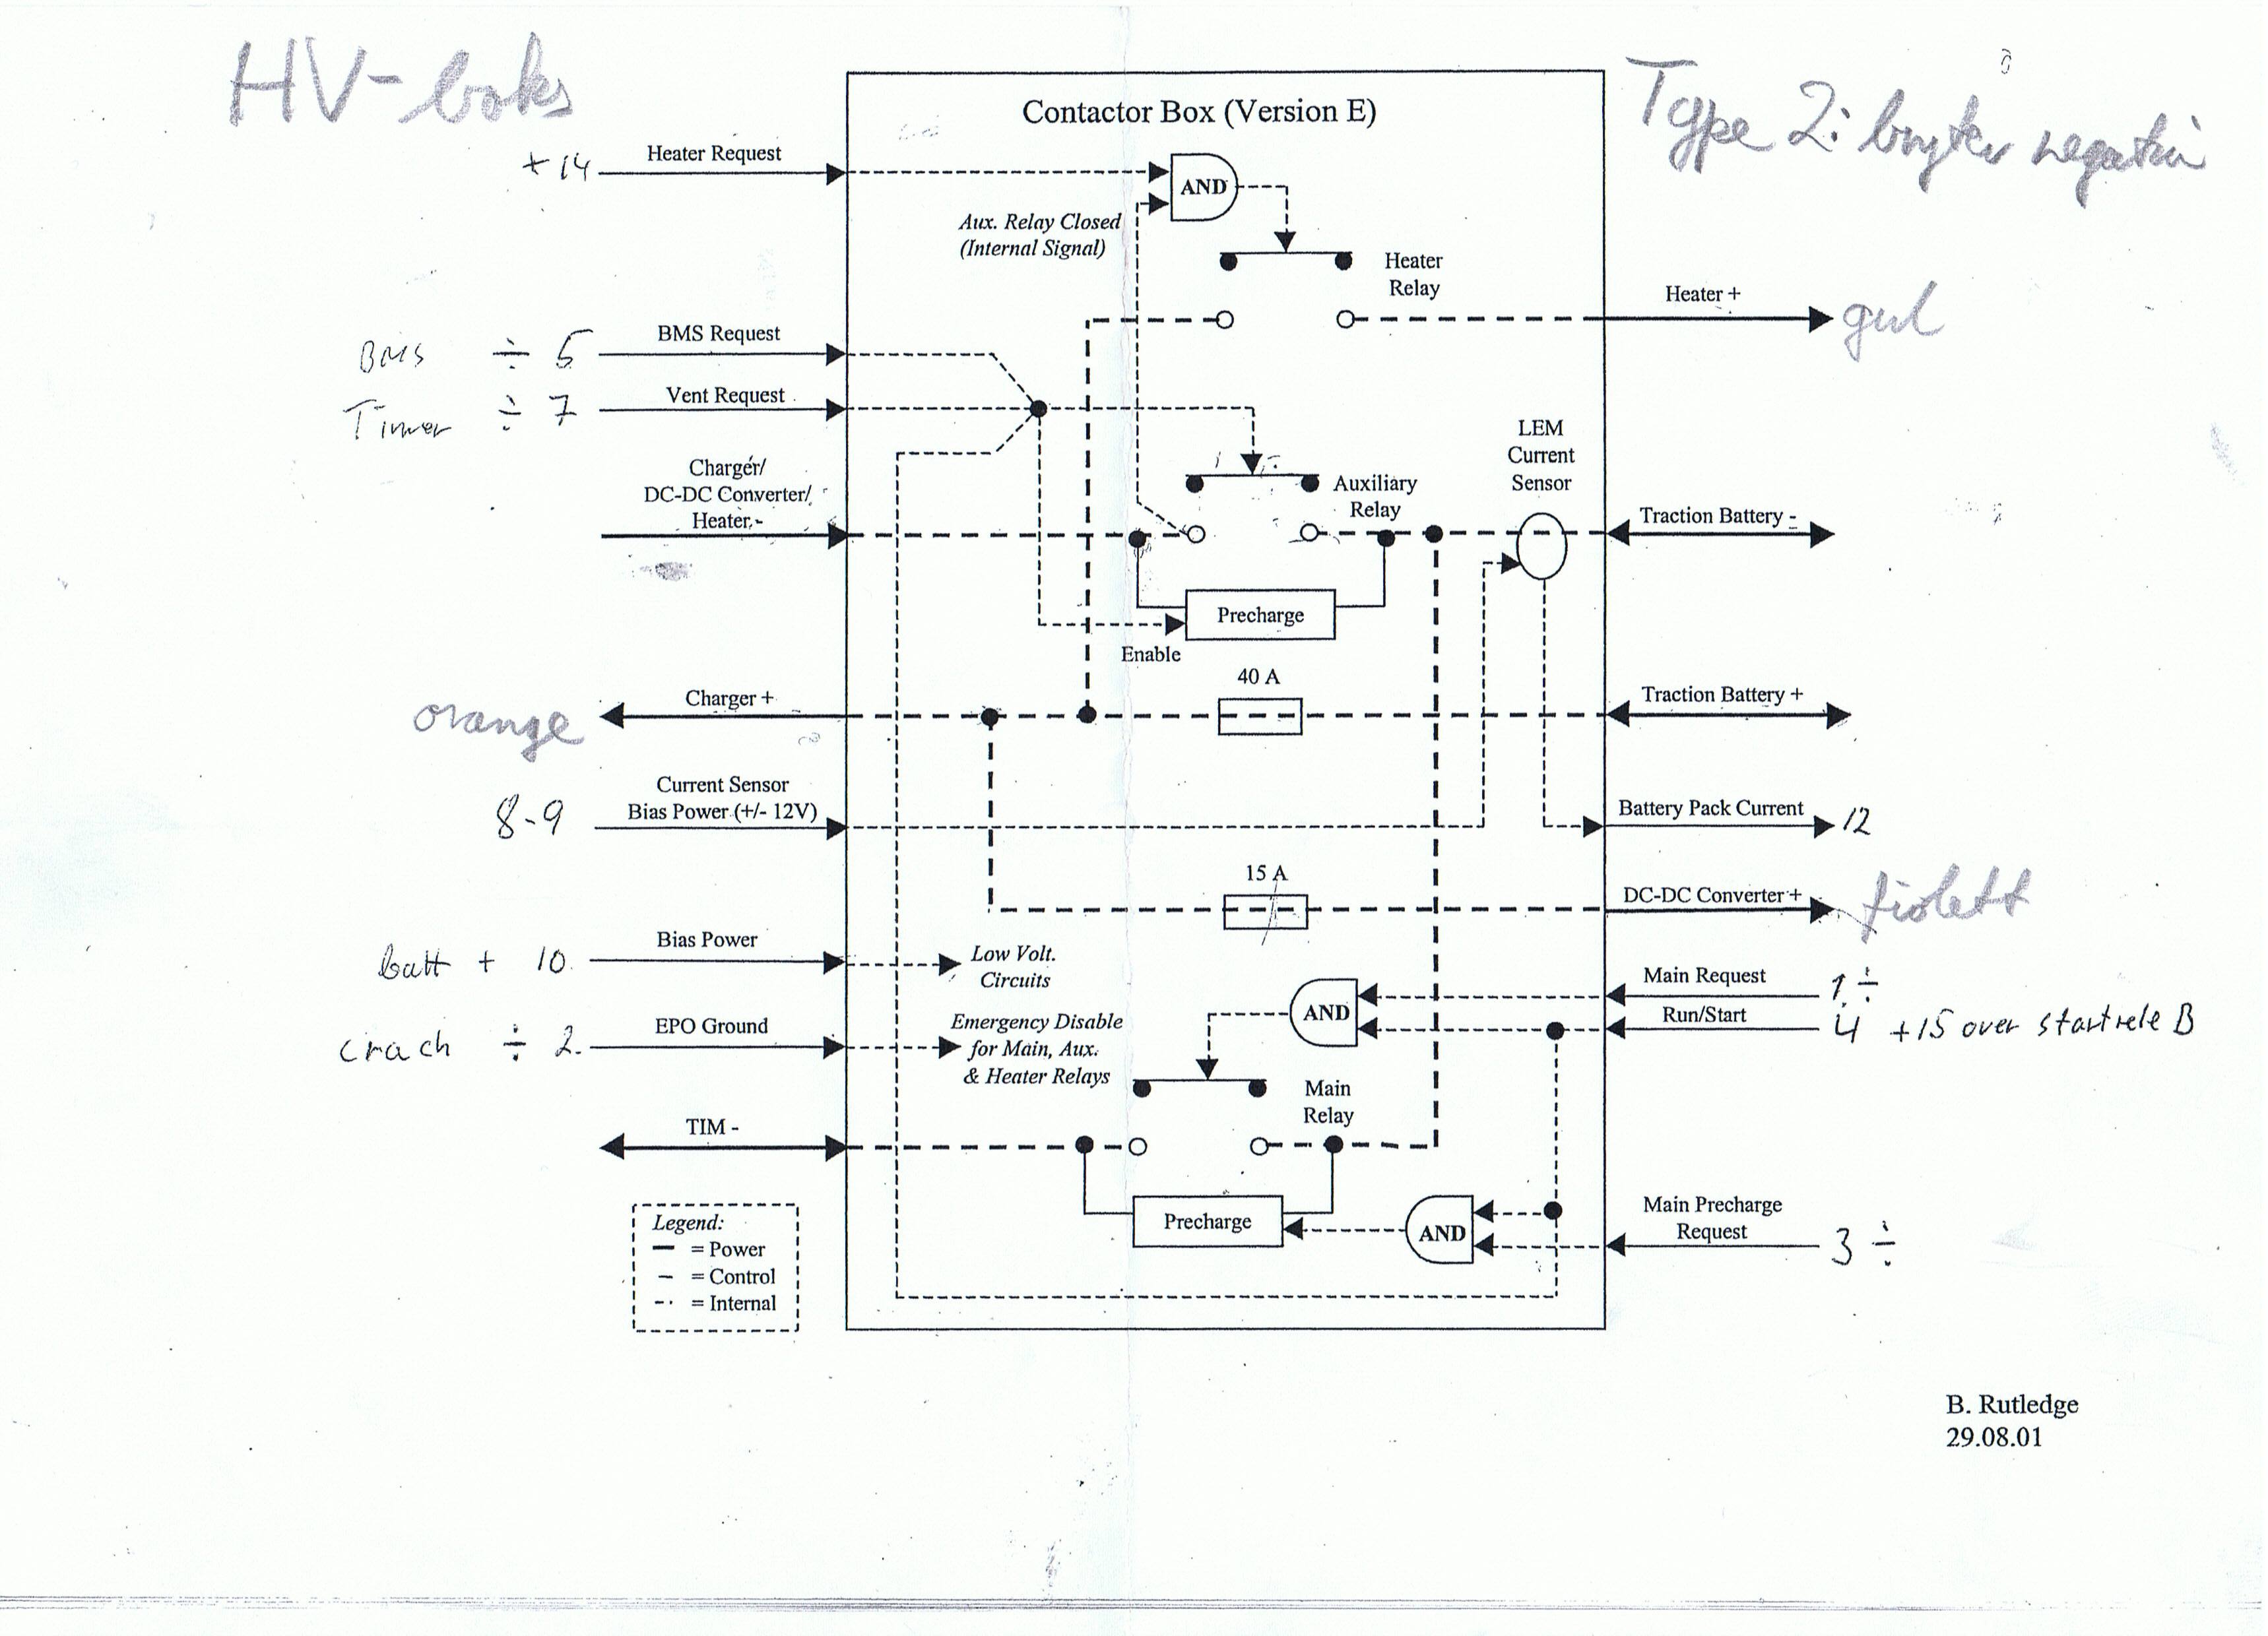 HV-boks
Type 2: bryter negativ
Contactor Box (Version E)
+14
Heater Request
AND
Aux. Relay Closed
(Internal Signal)
Heater
Relay
Heater +
gul
BMS ÷ 6
BMS Request
Timer ÷ 7
Vent Request
Charger/
DC-DC Converter/
Heater -
Auxiliary
Relay
LEM
Current
Sensor
Traction Battery -
Precharge
Enable
40 A
orange
Charger +
Traction Battery +
8-9
Current Sensor
Bias Power (+/- 12V)
Battery Pack Current
12
15 A
DC-DC Converter +
fiolett
batt + 10
Bias Power
Low Volt.
Circuits
AND
Main Request
1 ÷
Run/Start
4 +15 over startrele B
crach ÷ 2.
EPO Ground
Emergency Disable
for Main, Aux.
& Heater Relays
Main
Relay
TIM -
Precharge
AND
Main Precharge
Request
3 ÷
Legend:
= Power
= Control
= Internal
B. Rutledge
29.08.01